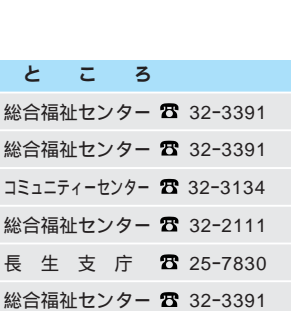 ところ
総合福祉センター ☎ 32-3391
総合福祉センター ☎ 32-3391
コミュニティーセンター ☎ 32-3134
総合福祉センター ☎ 32-2111
長生支庁 ☎ 25-7830
総合福祉センター ☎ 32-3391